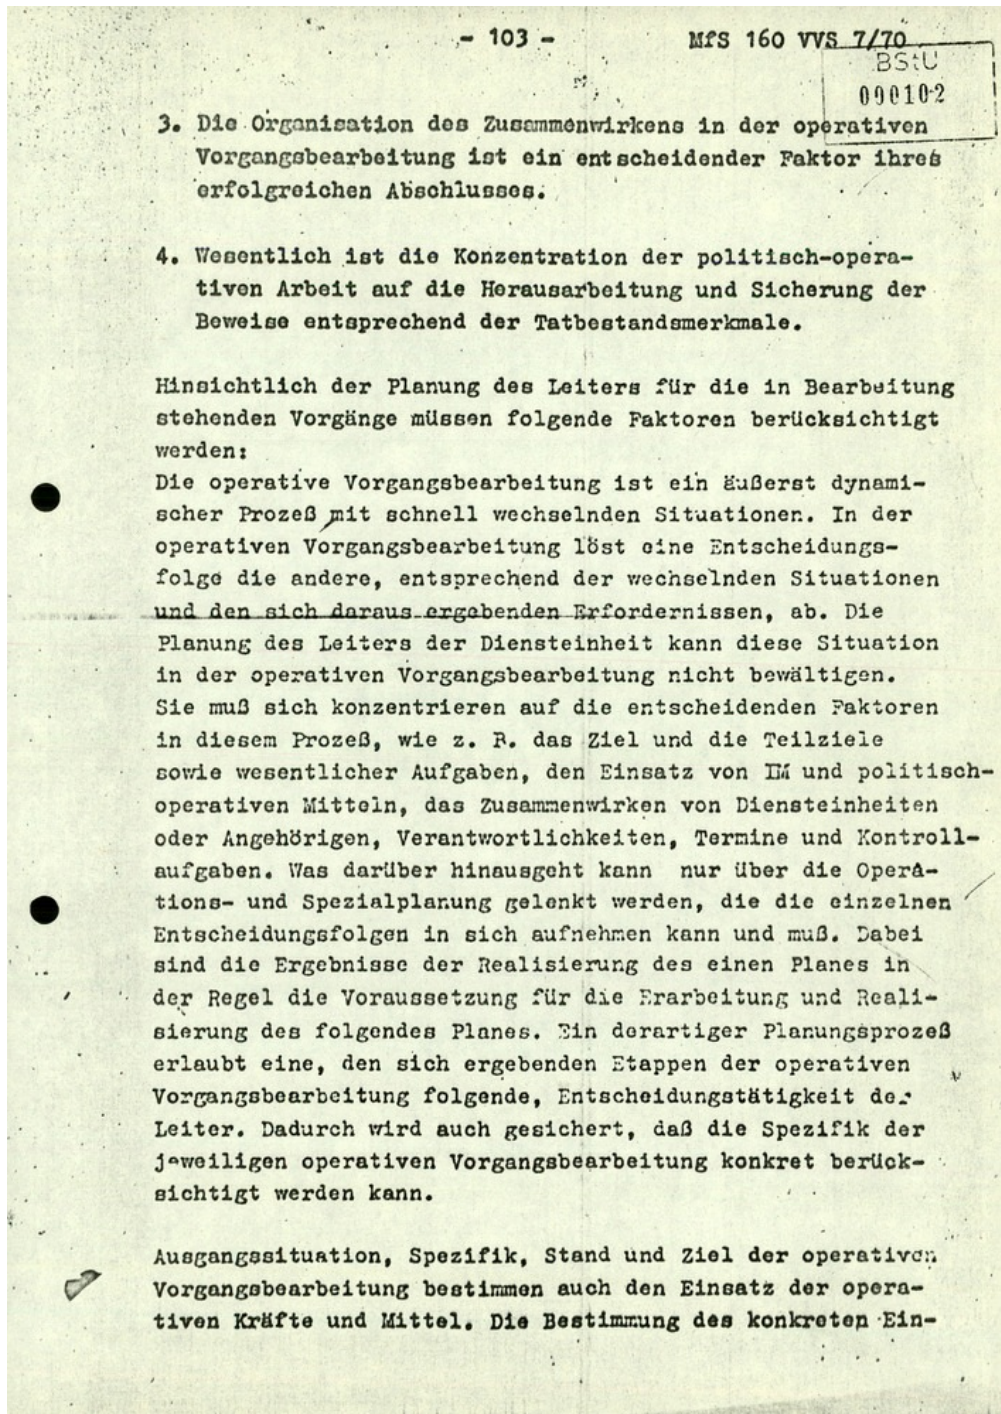 - 103 -
MfS 160 VVS 7/70
BStU
000102
3. Die Organisation des Zusammenwirkens in der operativen
Vorgangsbearbeitung ist ein entscheidender Faktor ihres
erfolgreichen Abschlusses.
4. Wesentlich ist die Konzentration der politisch-opera-
tiven Arbeit auf die Herausarbeitung und Sicherung der
Beweise entsprechend der Tatbestandsmerkmale.
Hinsichtlich der Planung des Leiters für die in Bearbeitung
stehenden Vorgänge müssen folgende Faktoren berücksichtigt
werden:
Die operative Vorgangsbearbeitung ist ein äußerst dynami-
scher Prozeß mit schnell wechselnden Situationen. In der
operativen Vorgangsbearbeitung löst eine Entscheidungs-
folge die andere, entsprechend der wechselnden Situationen
und den sich daraus ergebenden Erfordernissen, ab. Die
Planung des Leiters der Diensteinheit kann diese Situation
in der operativen Vorgangsbearbeitung nicht bewältigen.
Sie muß sich konzentrieren auf die entscheidenden Faktoren
in diesem Prozeß, wie z. B. das Ziel und die Teilziele
sowie wesentlicher Aufgaben, den Einsatz von IM und politisch-
operativen Mitteln, das Zusammenwirken von Diensteinheiten
oder Angehörigen, Verantwortlichkeiten, Termine und Kontroll-
aufgaben. Was darüber hinausgeht kann nur über die Opera-
tions- und Spezialplanung gelenkt werden, die die einzelnen
Entscheidungsfolgen in sich aufnehmen kann und muß. Dabei
sind die Ergebnisse der Realisierung des einen Planes in
der Regel die Voraussetzung für die Erarbeitung und Reali-
sierung des folgendes Planes. Ein derartiger Planungsprozeß
erlaubt eine, den sich ergebenden Etappen der operativen
Vorgangsbearbeitung folgende, Entscheidungstätigkeit der
Leiter. Dadurch wird auch gesichert, daß die Spezifik der
jeweiligen operativen Vorgangsbearbeitung konkret berück-
sichtigt werden kann.
Ausgangssituation, Spezifik, Stand und Ziel der operativen
Vorgangsbearbeitung bestimmen auch den Einsatz der opera-
tiven Kräfte und Mittel. Die Bestimmung des konkreten Ein-